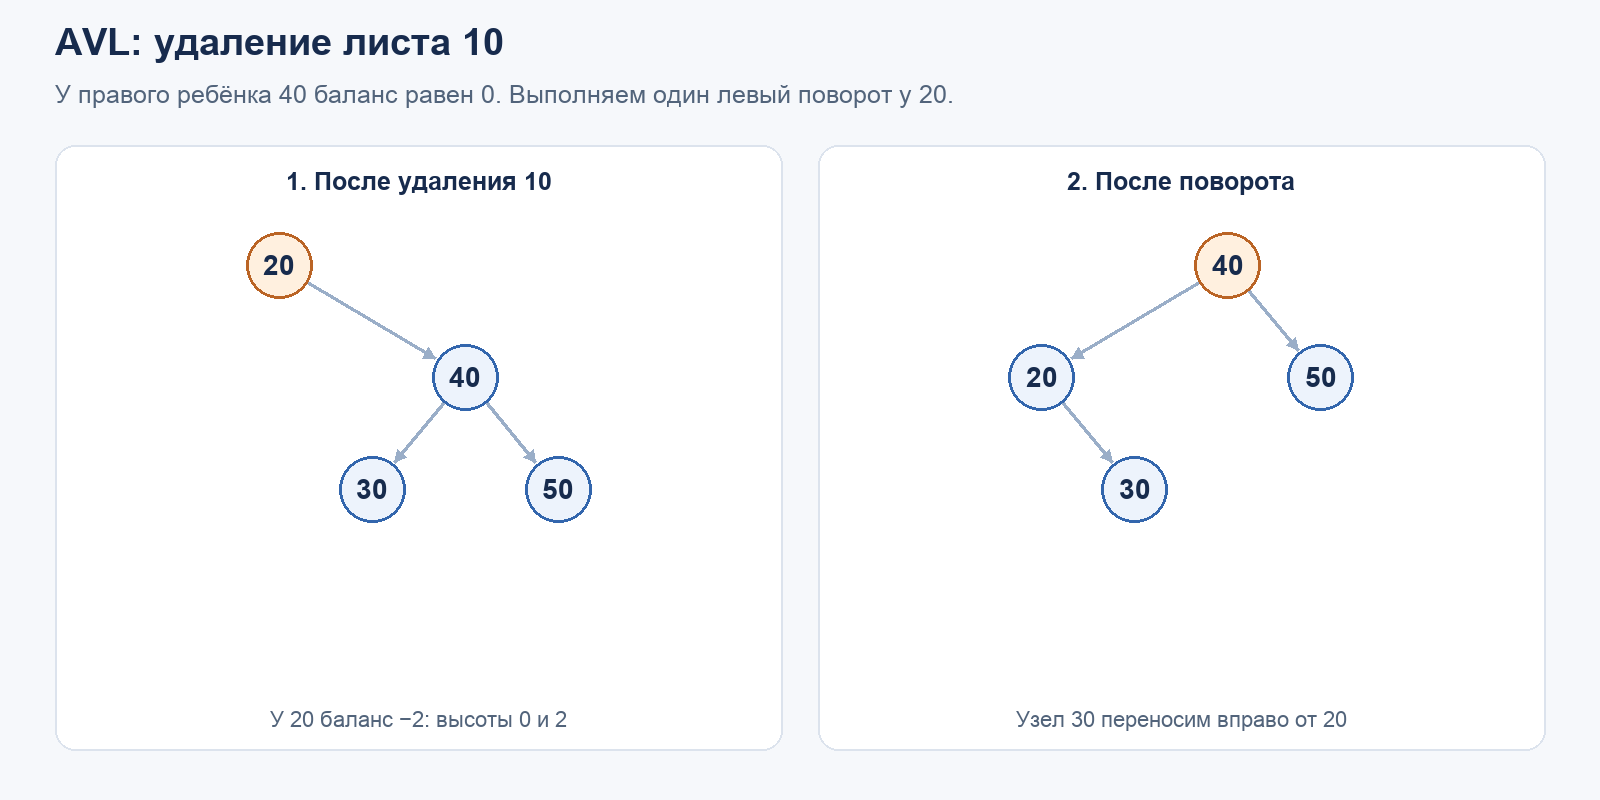 AVL: удаление листа 10
У правого ребёнка 40 баланс равен 0. Выполняем один левый поворот у 20.
1. После удаления 10
20
40
30
50
У 20 баланс −2: высоты 0 и 2
2. После поворота
40
20
50
30
Узел 30 переносим вправо от 20